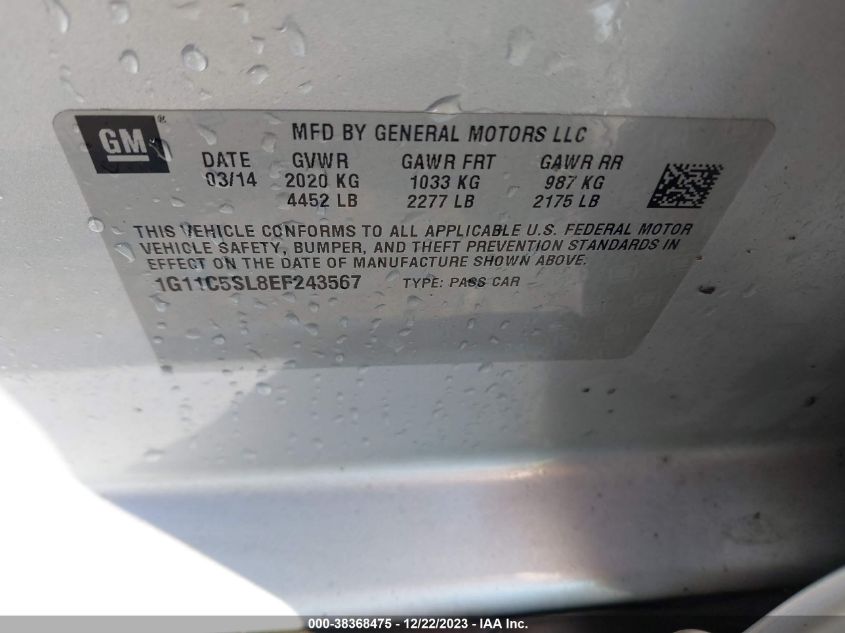 GM® MFD BY GENERAL MOTORS LLC
DATE GVWR GAWR FRT GAWR RR
03/14 2020 KG 1033 KG 987 KG
4452 LB 2277 LB 2175 LB
THIS VEHICLE CONFORMS TO ALL APPLICABLE U.S. FEDERAL MOTOR
VEHICLE SAFETY, BUMPER, AND THEFT PREVENTION STANDARDS IN
EFFECT ON THE DATE OF MANUFACTURE SHOWN ABOVE.
1G11C5SL8EF243567 TYPE: PASS CAR
000-38368475 - 12/22/2023 - IAA Inc.